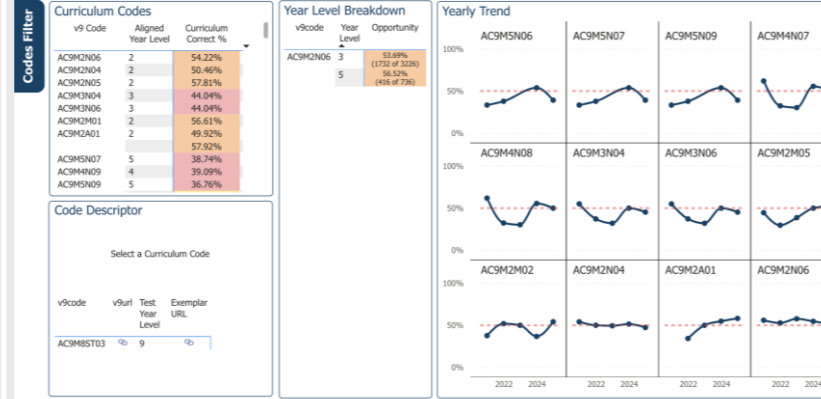 Codes Filter
Curriculum Codes
v9 Code Aligned Year Level Curriculum Correct %
AC9M2N06 2 54.22%
AC9M2N04 2 50.46%
AC9M2N05 2 57.81%
AC9M3N04 3 44.04%
AC9M3N06 3 44.04%
AC9M2M01 2 56.61%
AC9M2A01 2 49.92%
57.92%
AC9M5N07 5 38.74%
AC9M4N09 4 39.09%
AC9M5N09 5 36.76%
Code Descriptor
Select a Curriculum Code
v9code v9url Test Year Level Exemplar URL
AC9M8ST03 9
Year Level Breakdown
v9code Year Level Opportunity
AC9M2N06 3 53.69%
(1732 of 3226)
5 56.52%
(416 of 736)
Yearly Trend
AC9M5N06 AC9M5N07 AC9M5N09 AC9M4N07
100%
50%
0%
AC9M4N08 AC9M3N04 AC9M3N06 AC9M2M05
100%
50%
0%
AC9M2M02 AC9M2N04 AC9M2A01 AC9M2N06
100%
50%
0%
2022 2024 2022 2024 2022 2024 2022 2024